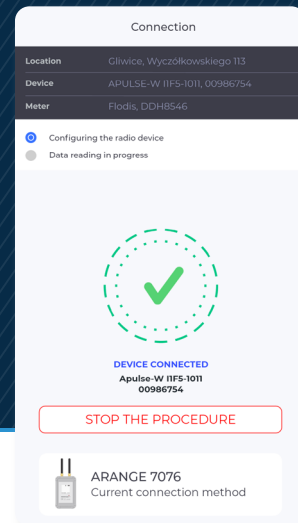 Connection
Location Gliwice, Wyczółkowskiego 113
Device APULSE-W I1F5-1011, 00986754
Meter Flodis, DDH8546
Configuring the radio device
Data reading in progress
DEVICE CONNECTED
Apulse-W I1F5-1011
00986754
STOP THE PROCEDURE
ARANGE 7076
Current connection method